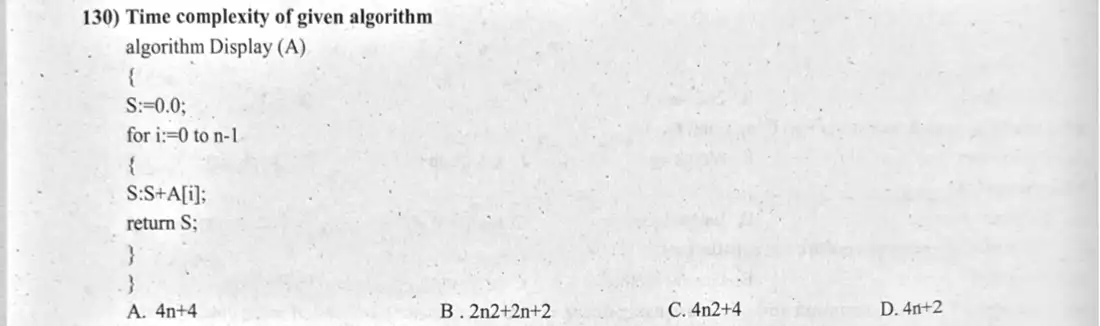 130) Time complexity of given algorithm
algorithm Display (A)
{
S:=0.0;
for i:=0 to n-1
{
S:S+A[i];
return S;
}
}
A. 4n+4 B . 2n2+2n+2 C. 4n2+4 D. 4n+2